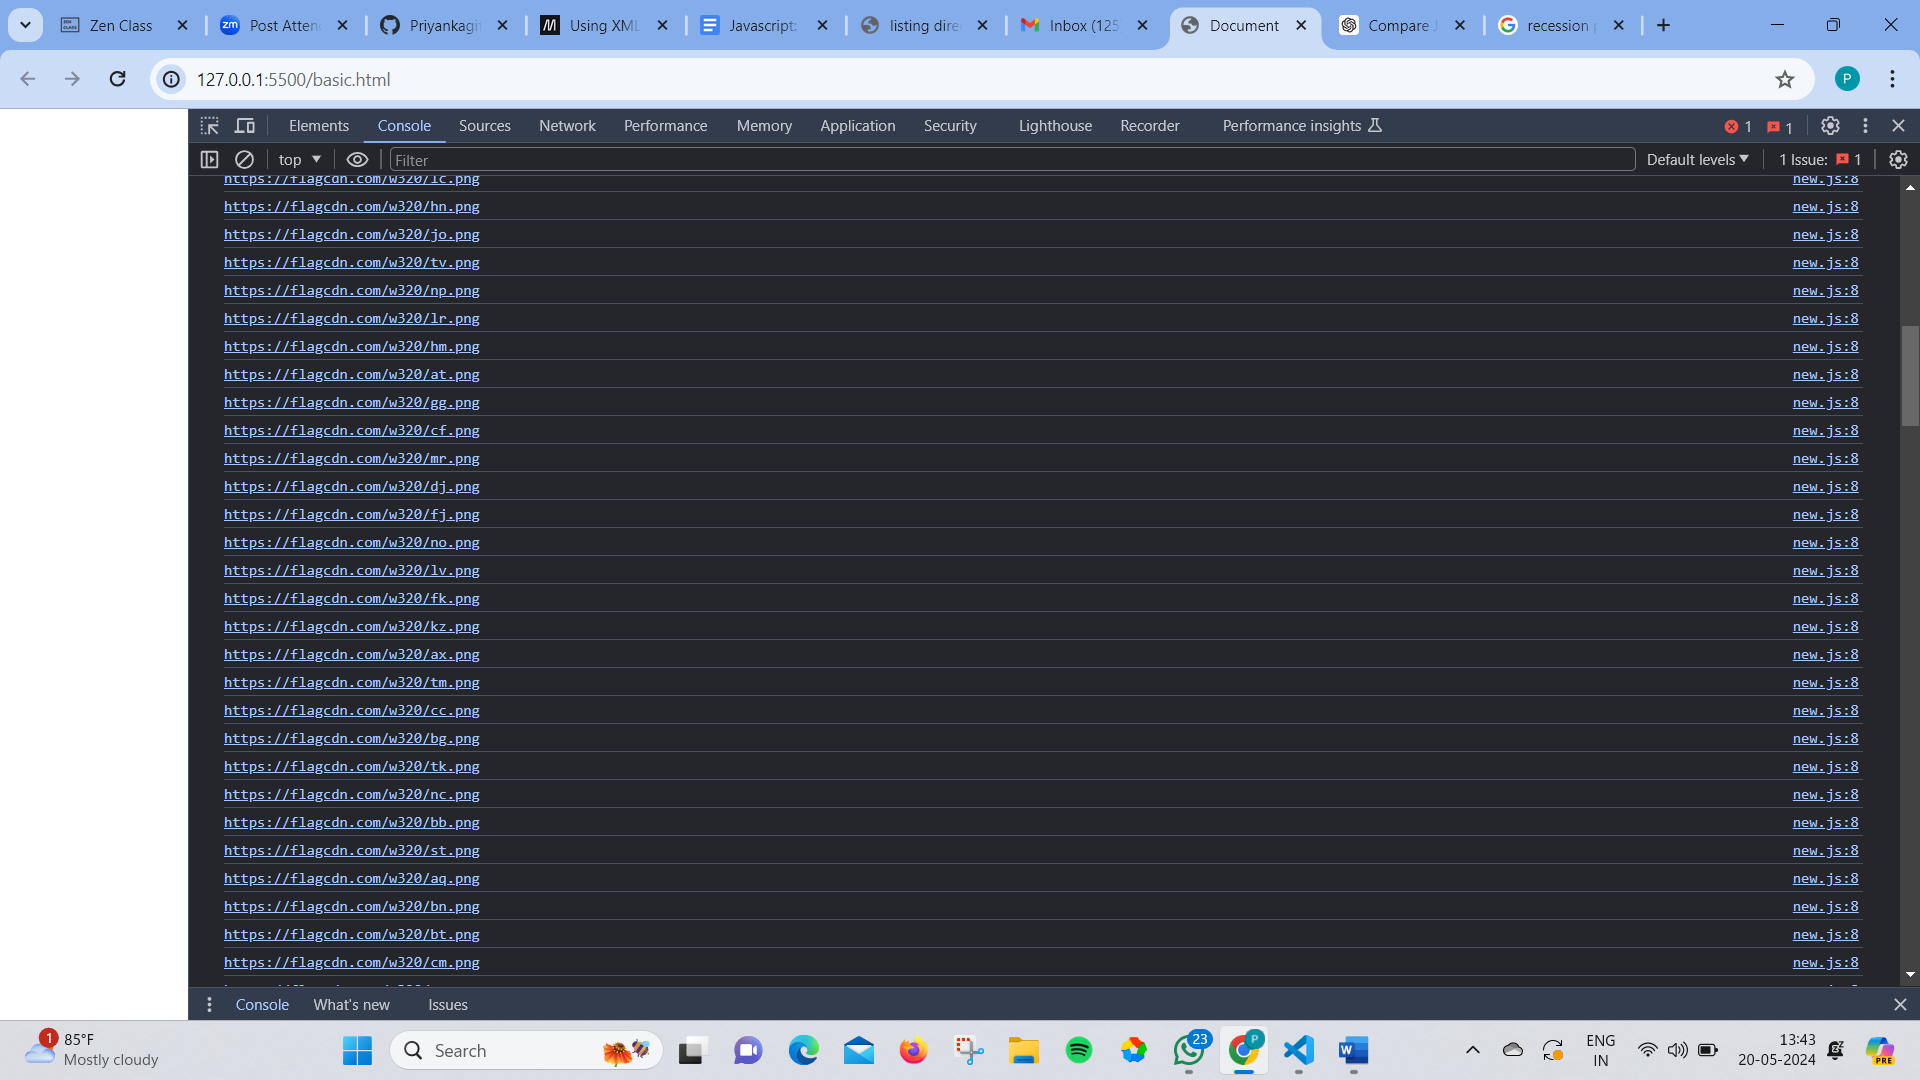 Zen Class
Post Atten
Priyankagi
Using XML
Javascript:
listing dire
Inbox (125
Document
Compare J
recession p
127.0.0.1:5500/basic.html
P
Elements Console Sources Network Performance Memory Application Security Lighthouse Recorder Performance insights 1 1
top Filter Default levels 1 Issue: 1
https://flagcdn.com/w320/lc.png new.js:8
https://flagcdn.com/w320/hn.png new.js:8
https://flagcdn.com/w320/jo.png new.js:8
https://flagcdn.com/w320/tv.png new.js:8
https://flagcdn.com/w320/np.png new.js:8
https://flagcdn.com/w320/lr.png new.js:8
https://flagcdn.com/w320/hm.png new.js:8
https://flagcdn.com/w320/at.png new.js:8
https://flagcdn.com/w320/gg.png new.js:8
https://flagcdn.com/w320/cf.png new.js:8
https://flagcdn.com/w320/mr.png new.js:8
https://flagcdn.com/w320/dj.png new.js:8
https://flagcdn.com/w320/fj.png new.js:8
https://flagcdn.com/w320/no.png new.js:8
https://flagcdn.com/w320/lv.png new.js:8
https://flagcdn.com/w320/fk.png new.js:8
https://flagcdn.com/w320/kz.png new.js:8
https://flagcdn.com/w320/ax.png new.js:8
https://flagcdn.com/w320/tm.png new.js:8
https://flagcdn.com/w320/cc.png new.js:8
https://flagcdn.com/w320/bg.png new.js:8
https://flagcdn.com/w320/tk.png new.js:8
https://flagcdn.com/w320/nc.png new.js:8
https://flagcdn.com/w320/bb.png new.js:8
https://flagcdn.com/w320/st.png new.js:8
https://flagcdn.com/w320/aq.png new.js:8
https://flagcdn.com/w320/bn.png new.js:8
https://flagcdn.com/w320/bt.png new.js:8
https://flagcdn.com/w320/cm.png new.js:8
Console What's new Issues
1
85°F
Mostly cloudy
Search
23
P
ENG
IN
13:43
20-05-2024
PRE